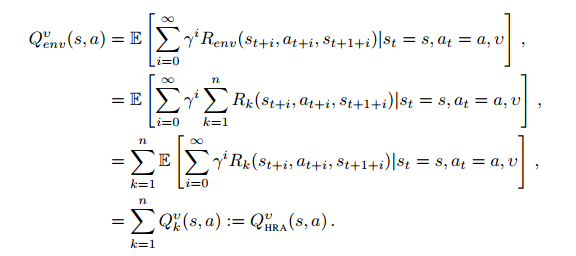 Q^υ_env(s, a) = 𝔼 [ ∑_{i=0}^{∞} γ^i R_env(s_{t+i}, a_{t+i}, s_{t+1+i}) | s_t = s, a_t = a, υ ] ,
= 𝔼 [ ∑_{i=0}^{∞} γ^i ∑_{k=1}^{n} R_k(s_{t+i}, a_{t+i}, s_{t+1+i}) | s_t = s, a_t = a, υ ] ,
= ∑_{k=1}^{n} 𝔼 [ ∑_{i=0}^{∞} γ^i R_k(s_{t+i}, a_{t+i}, s_{t+1+i}) | s_t = s, a_t = a, υ ] ,
= ∑_{k=1}^{n} Q^υ_k(s, a) := Q^υ_HRA(s, a) .